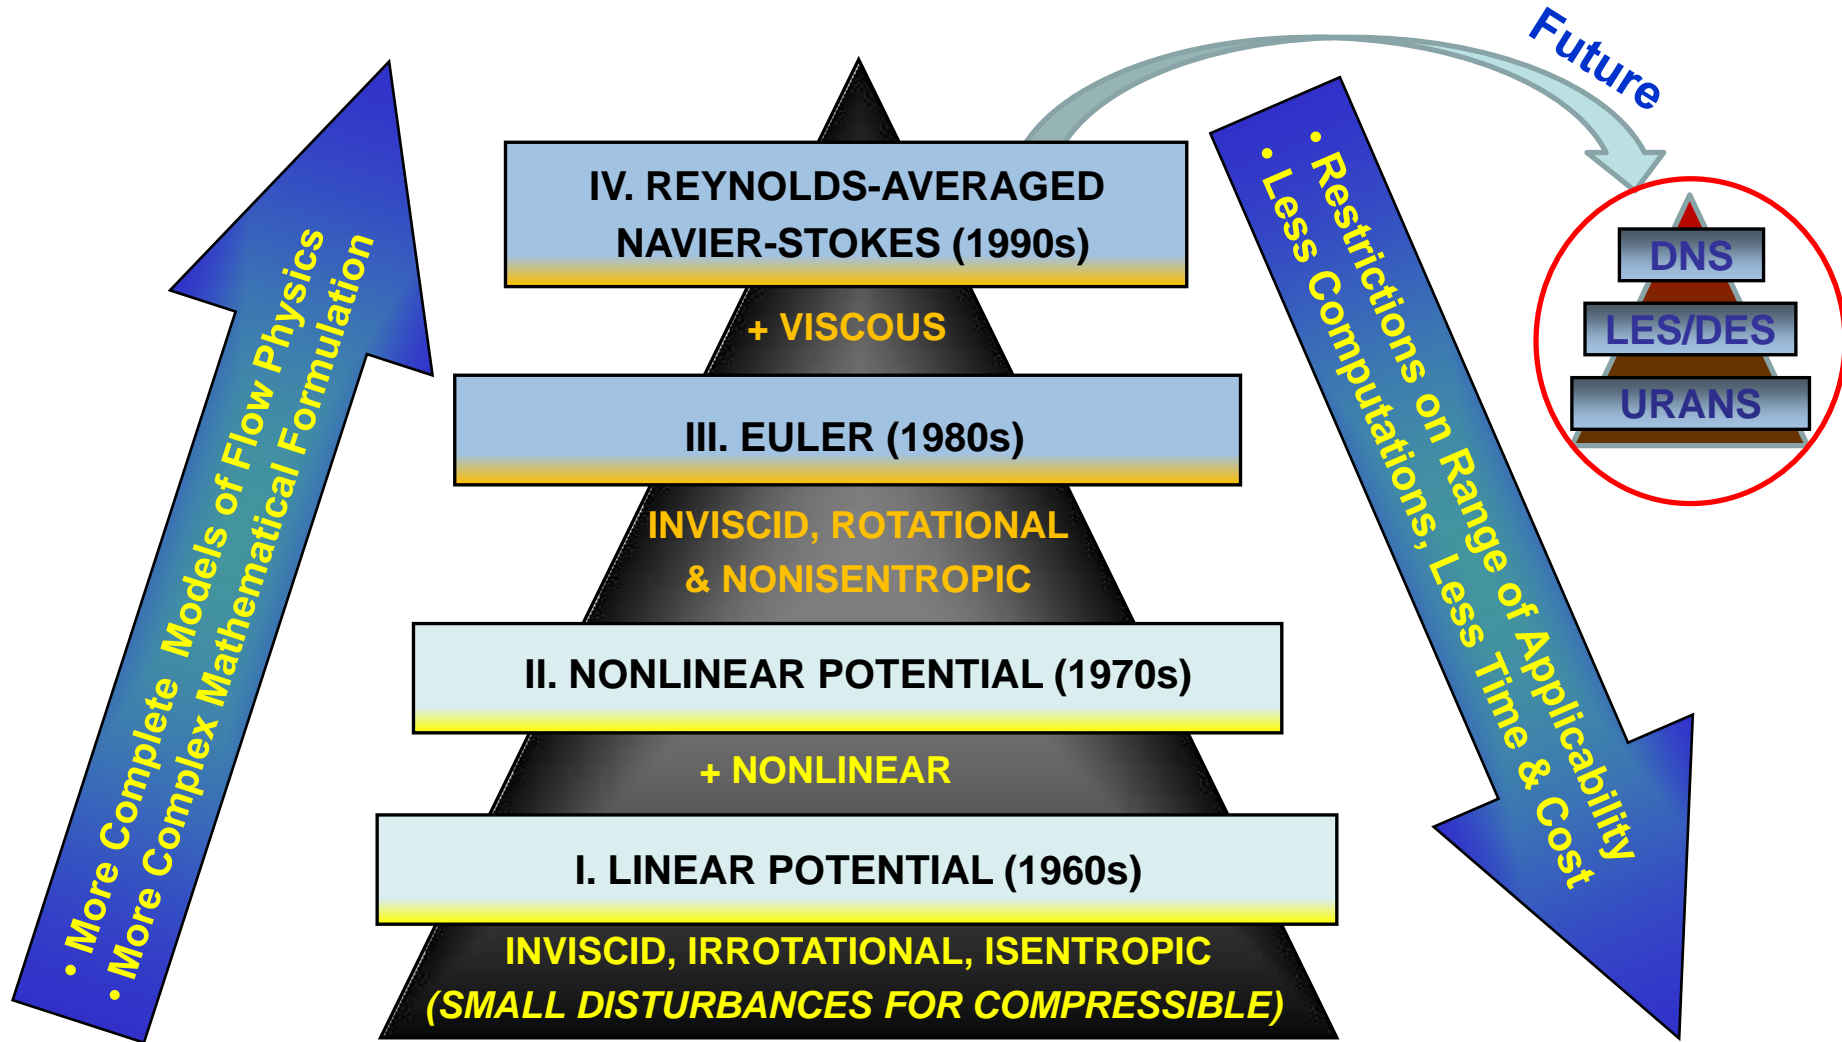 Future
IV. REYNOLDS-AVERAGED
NAVIER-STOKES (1990s)
+ VISCOUS
III. EULER (1980s)
INVISCID, ROTATIONAL
& NONISENTROPIC
II. NONLINEAR POTENTIAL (1970s)
+ NONLINEAR
I. LINEAR POTENTIAL (1960s)
INVISCID, IRROTATIONAL, ISENTROPIC
(SMALL DISTURBANCES FOR COMPRESSIBLE)
• More Complete Models of Flow Physics
• More Complex Mathematical Formulation
• Restrictions on Range of Applicability
• Less Computations, Less Time & Cost
DNS
LES/DES
URANS